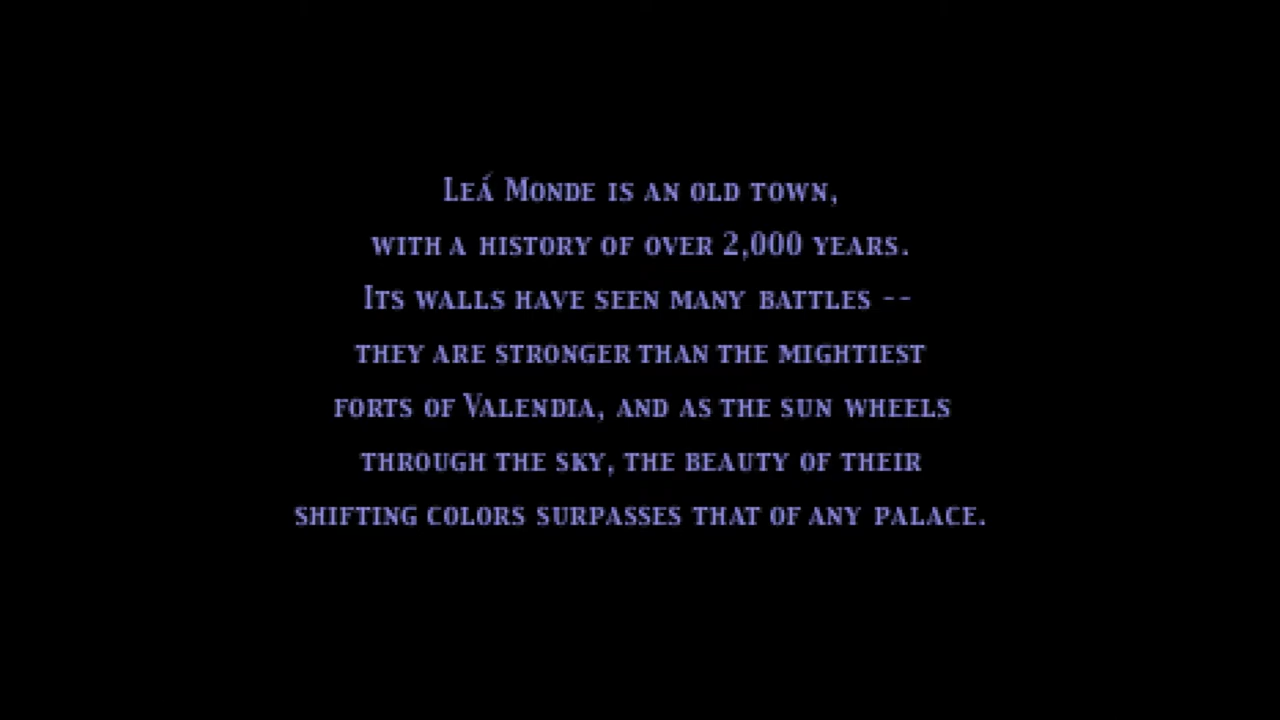 Leá Monde is an old town,
with a history of over 2,000 years.
Its walls have seen many battles --
they are stronger than the mightiest
forts of Valendia, and as the sun wheels
through the sky, the beauty of their
shifting colors surpasses that of any palace.